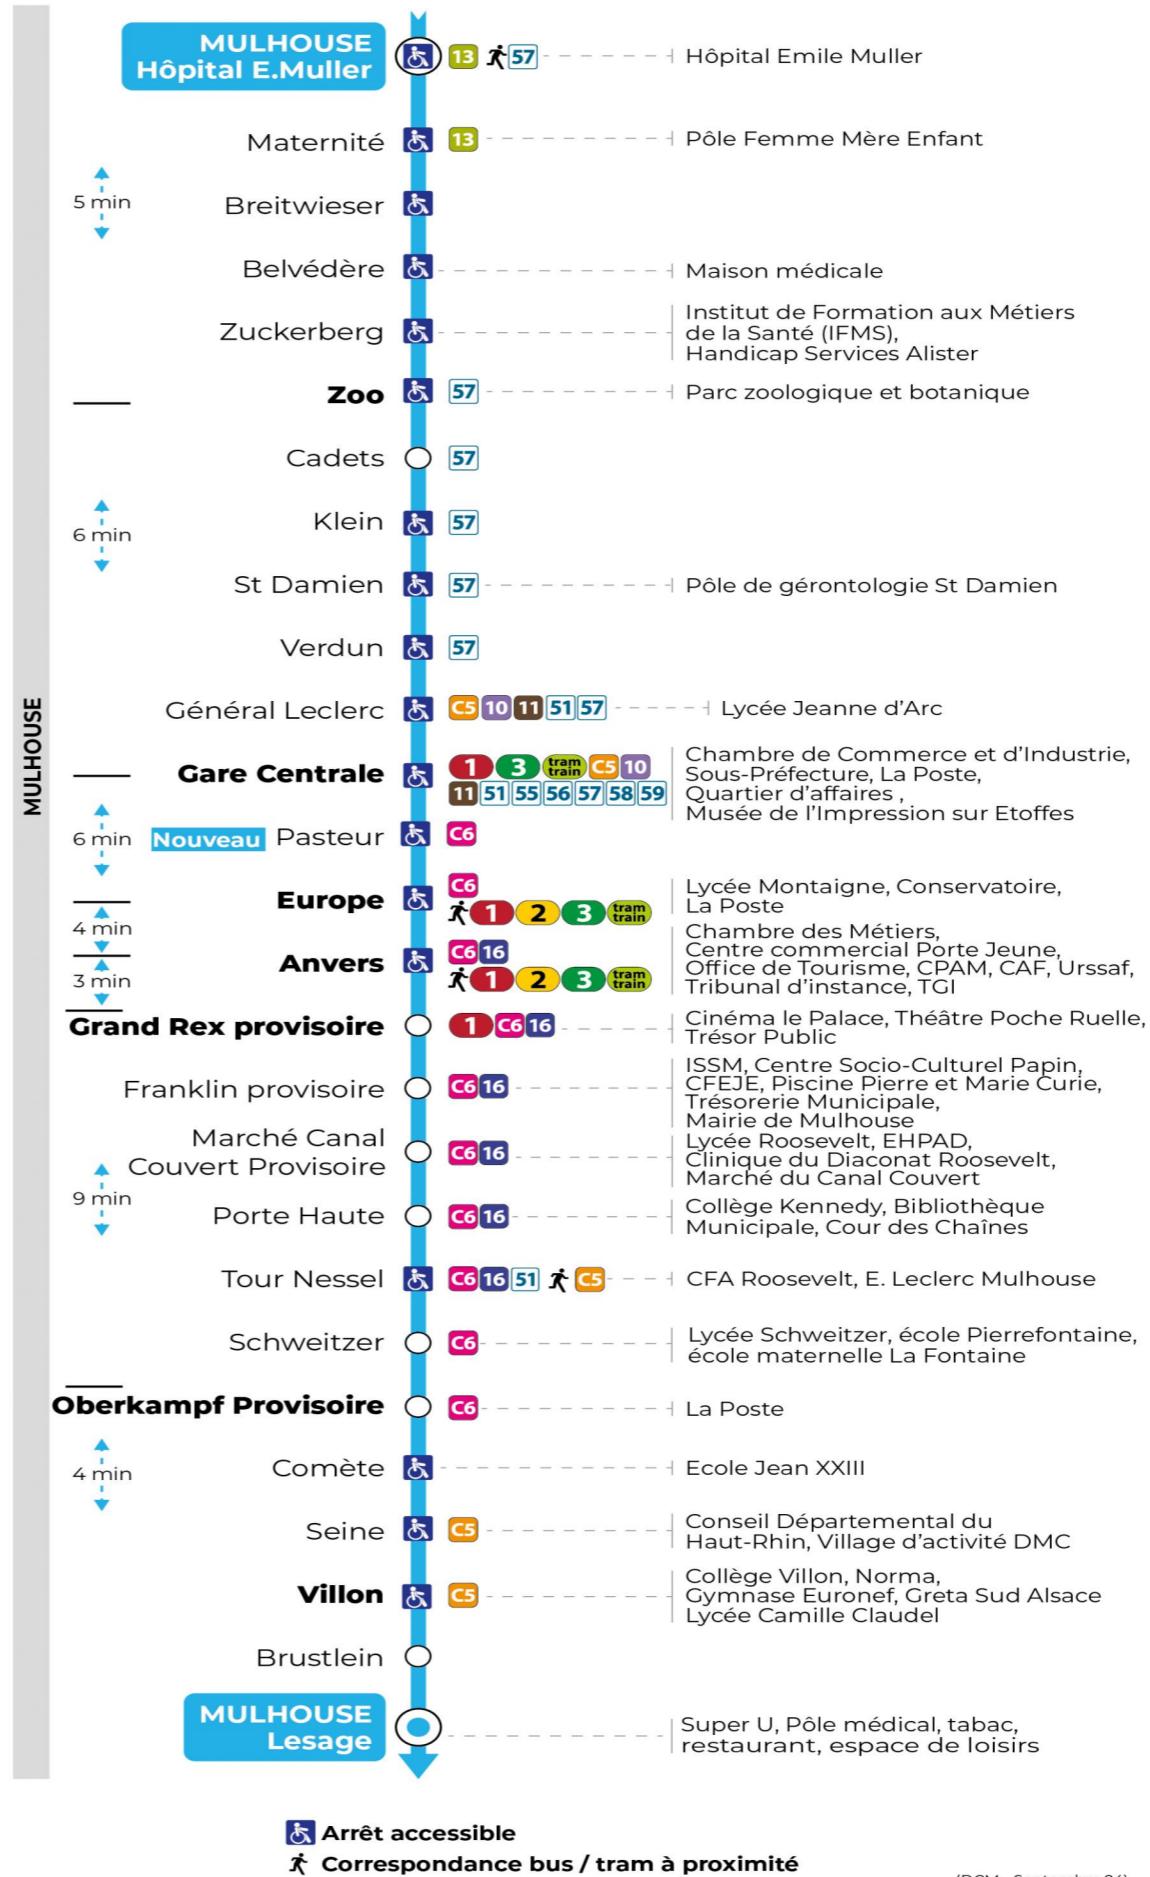 MULHOUSE
MULHOUSE
Hôpital E.Muller
13 57
Hôpital Emile Muller
Maternité
13
Pôle Femme Mère Enfant
5 min
Breitwieser
Belvédère
Maison médicale
Zuckerberg
Institut de Formation aux Métiers
de la Santé (IFMS),
Handicap Services Alister
Zoo
57
Parc zoologique et botanique
Cadets
57
6 min
Klein
57
St Damien
57
Pôle de gérontologie St Damien
Verdun
57
Général Leclerc
C5 10 11 51 57
Lycée Jeanne d'Arc
Gare Centrale
1 3 tram train C5 10
11 51 55 56 57 58 59
Chambre de Commerce et d'Industrie,
Sous-Préfecture, La Poste,
Quartier d'affaires ,
Musée de l'Impression sur Etoffes
6 min
Nouveau Pasteur
C6
Europe
C6
1 2 3 tram train
Lycée Montaigne, Conservatoire,
La Poste
4 min
Anvers
C6 16
1 2 3 tram train
Chambre des Métiers,
Centre commercial Porte Jeune,
Office de Tourisme, CPAM, CAF, Urssaf,
Tribunal d'instance, TGI
3 min
Grand Rex provisoire
1 C6 16
Cinéma le Palace, Théâtre Poche Ruelle,
Trésor Public
Franklin provisoire
C6 16
ISSM, Centre Socio-Culturel Papin,
CFEJE, Piscine Pierre et Marie Curie,
Trésorerie Municipale,
Mairie de Mulhouse
Marché Canal
Couvert Provisoire
C6 16
Lycée Roosevelt, EHPAD,
Clinique du Diaconat Roosevelt,
Marché du Canal Couvert
9 min
Porte Haute
C6 16
Collège Kennedy, Bibliothèque
Municipale, Cour des Chaînes
Tour Nessel
C6 16 51 C5
CFA Roosevelt, E. Leclerc Mulhouse
Schweitzer
C6
Lycée Schweitzer, école Pierrefontaine,
école maternelle La Fontaine
Oberkampf Provisoire
C6
La Poste
4 min
Comète
Ecole Jean XXIII
Seine
C5
Conseil Départemental du
Haut-Rhin, Village d'activité DMC
Villon
C5
Collège Villon, Norma,
Gymnase Euronef, Greta Sud Alsace
Lycée Camille Claudel
Brustlein
MULHOUSE
Lesage
Super U, Pôle médical, tabac,
restaurant, espace de loisirs
Arrêt accessible
Correspondance bus / tram à proximité